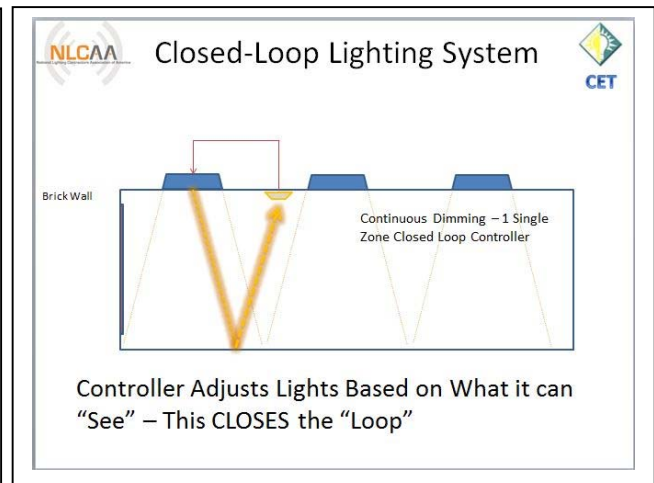 NLCAA
Closed-Loop Lighting System
CET
Brick Wall
Continuous Dimming – 1 Single
Zone Closed Loop Controller
Controller Adjusts Lights Based on What it can
“See” – This CLOSES the “Loop”